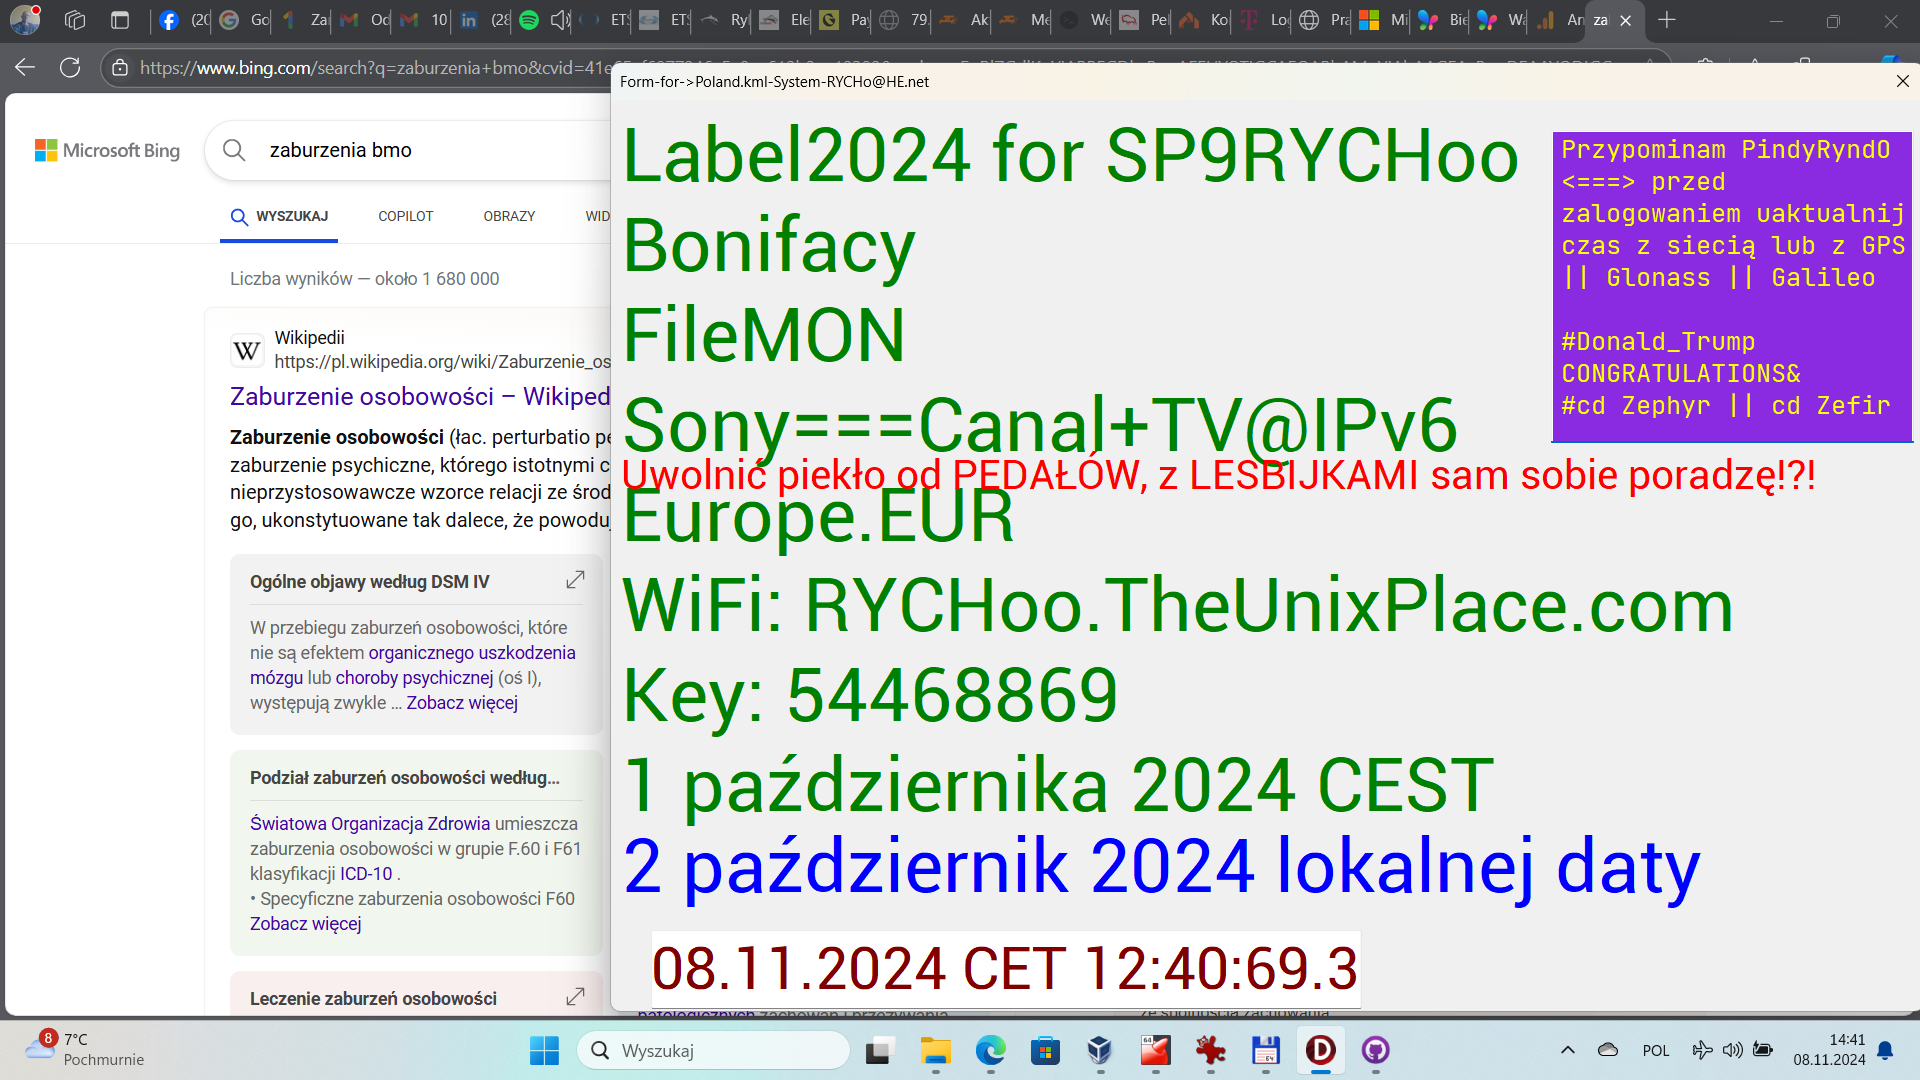 (20
Go
Za
Od
10
(28
ETS
ET
Ryl
Ele
Pay
79.
Ak
Me
We
Pel
Ko
Lo
Pra
Mi
Bie
Wa
An
za
https://www.bing.com/search?q=zaburzenia+bmo&cvid=41e
Form-for->Poland.kml-System-RYCHo@HE.net
Microsoft Bing
zaburzenia bmo
WYSZUKAJ
COPILOT
OBRAZY
WID
Liczba wyników — około 1 680 000
W
Wikipedii
https://pl.wikipedia.org/wiki/Zaburzenie_os
Zaburzenie osobowości – Wikiped
Zaburzenie osobowości (łac. perturbatio pe
zaburzenie psychiczne, którego istotnymi c
nieprzystosowawcze wzorce relacji ze środ
go, ukonstytuowane tak dalece, że powodu
Ogólne objawy według DSM IV
W przebiegu zaburzeń osobowości, które
nie są efektem organicznego uszkodzenia
mózgu lub choroby psychicznej (oś I),
występują zwykle ... Zobacz więcej
Podział zaburzeń osobowości według...
Światowa Organizacja Zdrowia umieszcza
zaburzenia osobowości w grupie F.60 i F61
klasyfikacji ICD-10 .
• Specyficzne zaburzenia osobowości F60
Zobacz więcej
Leczenie zaburzeń osobowości
Label2024 for SP9RYCHoo
Bonifacy
FileMON
Sony===Canal+TV@IPv6
Uwolnić piekło od PEDAŁÓW, z LESBIJKAMI sam sobie poradzę!?!
Europe.EUR
WiFi: RYCHoo.TheUnixPlace.com
Key: 54468869
1 października 2024 CEST
2 październik 2024 lokalnej daty
08.11.2024 CET 12:40:69.3
Przypominam PindyRyndO
<===> przed
zalogowaniem uaktualnij
czas z siecią lub z GPS
|| Glonass || Galileo
#Donald_Trump
CONGRATULATIONS&
#cd Zephyr || cd Zefir
8
7°C
Pochmurnie
Wyszukaj
64
64
D
POL
14:41
08.11.2024